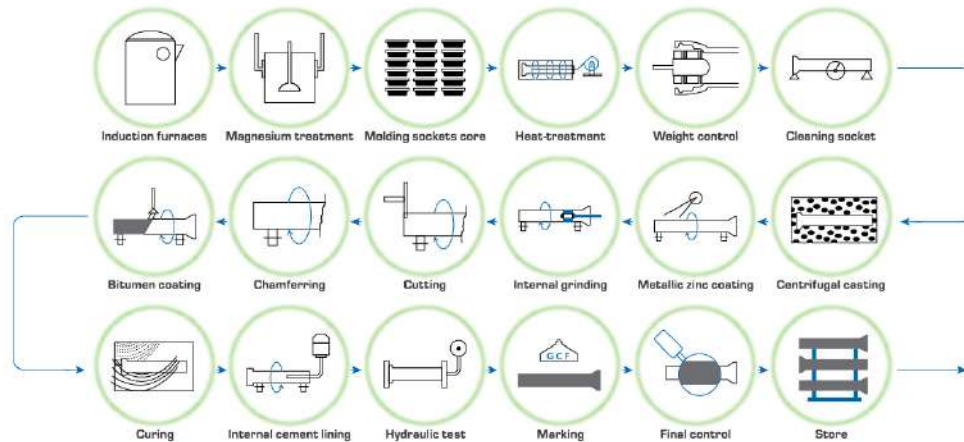 Induction furnaces
Magnesium treatment
Molding sockets core
Heat-treatment
Weight control
Cleaning socket
Bitumen coating
Chamferring
Cutting
Internal grinding
Metallic zinc coating
Centrifugal casting
GCF
Curing
Internal cement lining
Hydraulic test
Marking
Final control
Store